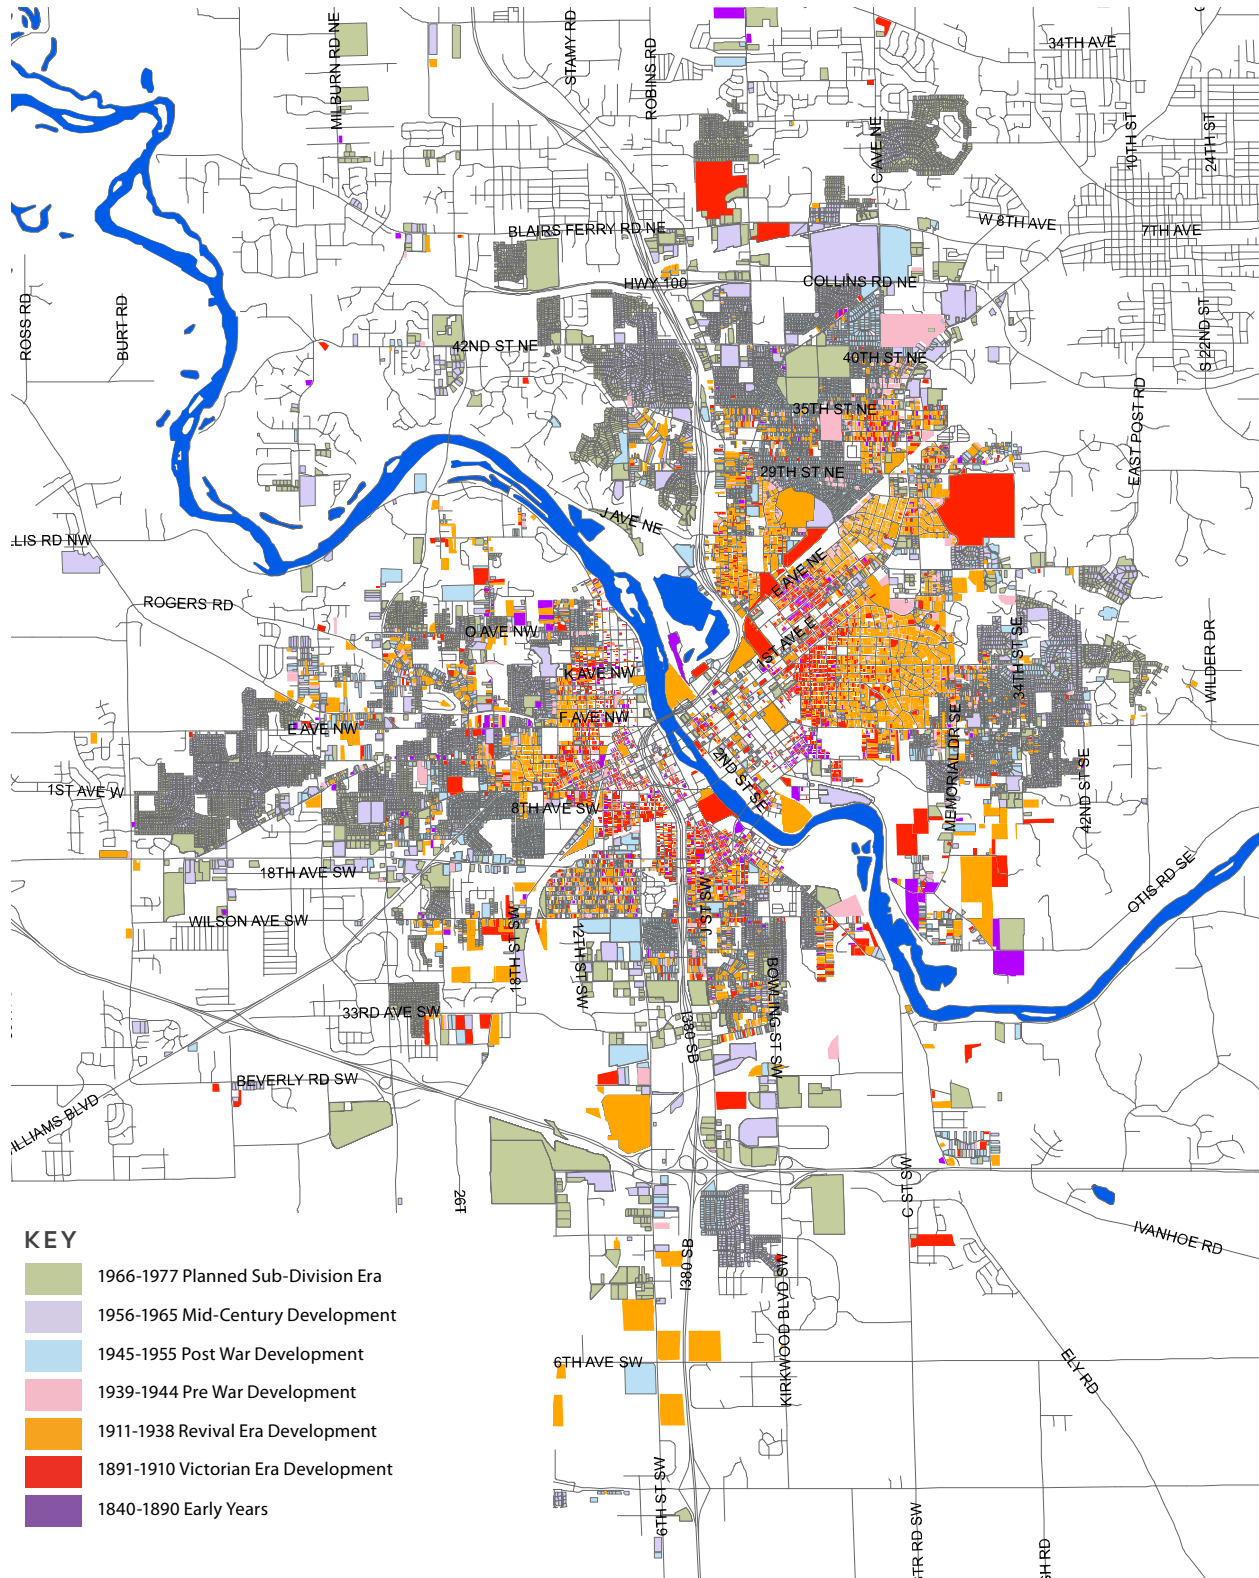 MILBURN RD NE
STAMY RD
ROBINS RD
34TH AVE
C AVE NE
10TH ST
24TH ST
BLAIRS FERRY RD NE
W 8TH AVE
7TH AVE
HWY 100
COLLINS RD NE
ROSS RD
BURT RD
42ND ST NE
40TH ST NE
S 22ND ST
35TH ST NE
EAST POST RD
29TH ST NE
J AVE NE
LIS RD NW
E AVE NE
ROGERS RD
O AVE NW
1ST AVE E
34TH ST SE
WILDER DR
K AVE NW
F AVE NW
E AVE NW
MEMORIAL DR SE
2ND ST SE
42ND ST SE
1ST AVE W
8TH AVE SW
18TH AVE SW
OTIS RD SE
WILSON AVE SW
J ST SW
18TH ST SW
12TH ST SW
BOWLING ST SW
33RD AVE SW
I380 SB
BEVERLY RD SW
ILLIAMS BLVD
C ST SW
IVANHOE RD
I380 SB
KIRKWOOD BLVD SW
6TH AVE SW
ELY RD
6TH ST SW
TR RD SW
H RD
KEY
1966-1977 Planned Sub-Division Era
1956-1965 Mid-Century Development
1945-1955 Post War Development
1939-1944 Pre War Development
1911-1938 Revival Era Development
1891-1910 Victorian Era Development
1840-1890 Early Years